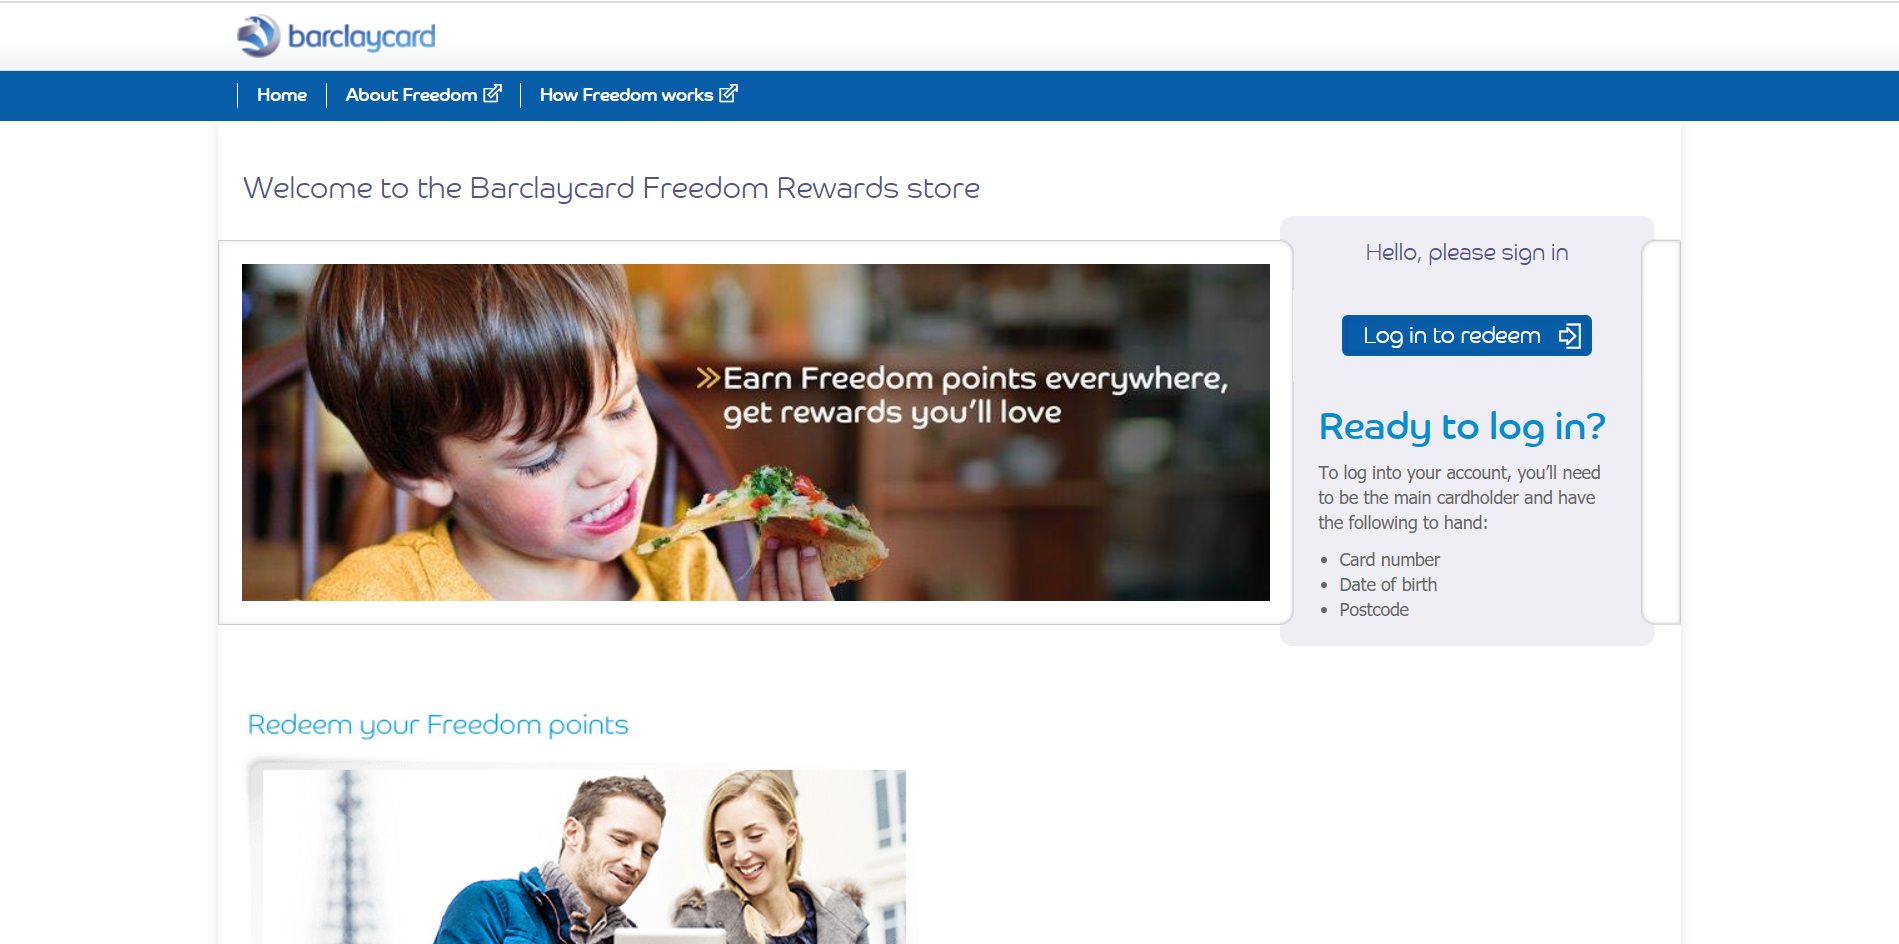 barclaycard
Home
About Freedom
How Freedom works
Welcome to the Barclaycard Freedom Rewards store
Earn Freedom points everywhere,
get rewards you'll love
Hello, please sign in
Log in to redeem
Ready to log in?
To log into your account, you'll need
to be the main cardholder and have
the following to hand:
• Card number
• Date of birth
• Postcode
Redeem your Freedom points